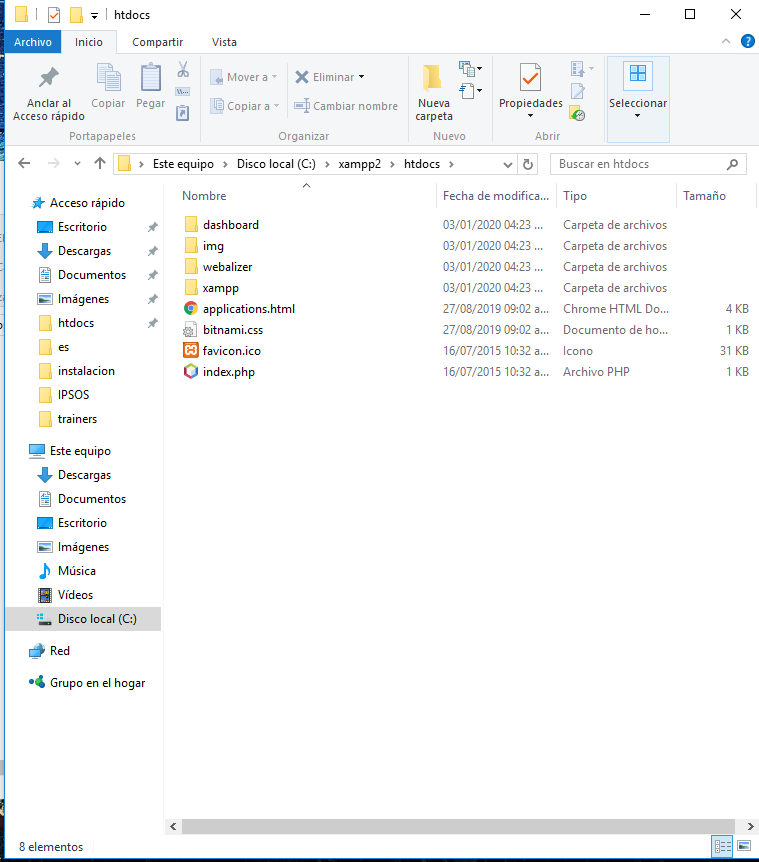 htdocs
Archivo Inicio Compartir Vista
Anclar al Acceso rápido
Copiar
Pegar
Portapapeles
Mover a
Copiar a
Eliminar
Cambiar nombre
Organizar
Nueva carpeta
Nuevo
Propiedades
Abrir
Seleccionar
Este equipo > Disco local (C:) > xampp2 > htdocs >
Buscar en htdocs
Acceso rápido
Escritorio
Descargas
Documentos
Imágenes
htdocs
es
instalacion
IPSOS
trainers
Este equipo
Descargas
Documentos
Escritorio
Imágenes
Música
Vídeos
Disco local (C:)
Red
Grupo en el hogar
Nombre Fecha de modifica... Tipo Tamaño
dashboard 03/01/2020 04:23 ... Carpeta de archivos
img 03/01/2020 04:23 ... Carpeta de archivos
webalizer 03/01/2020 04:23 ... Carpeta de archivos
xampp 03/01/2020 04:23 ... Carpeta de archivos
applications.html 27/08/2019 09:02 a... Chrome HTML Do... 4 KB
bitnami.css 27/08/2019 09:02 a... Documento de ho... 1 KB
favicon.ico 16/07/2015 10:32 a... Icono 31 KB
index.php 16/07/2015 10:32 a... Archivo PHP 1 KB
8 elementos